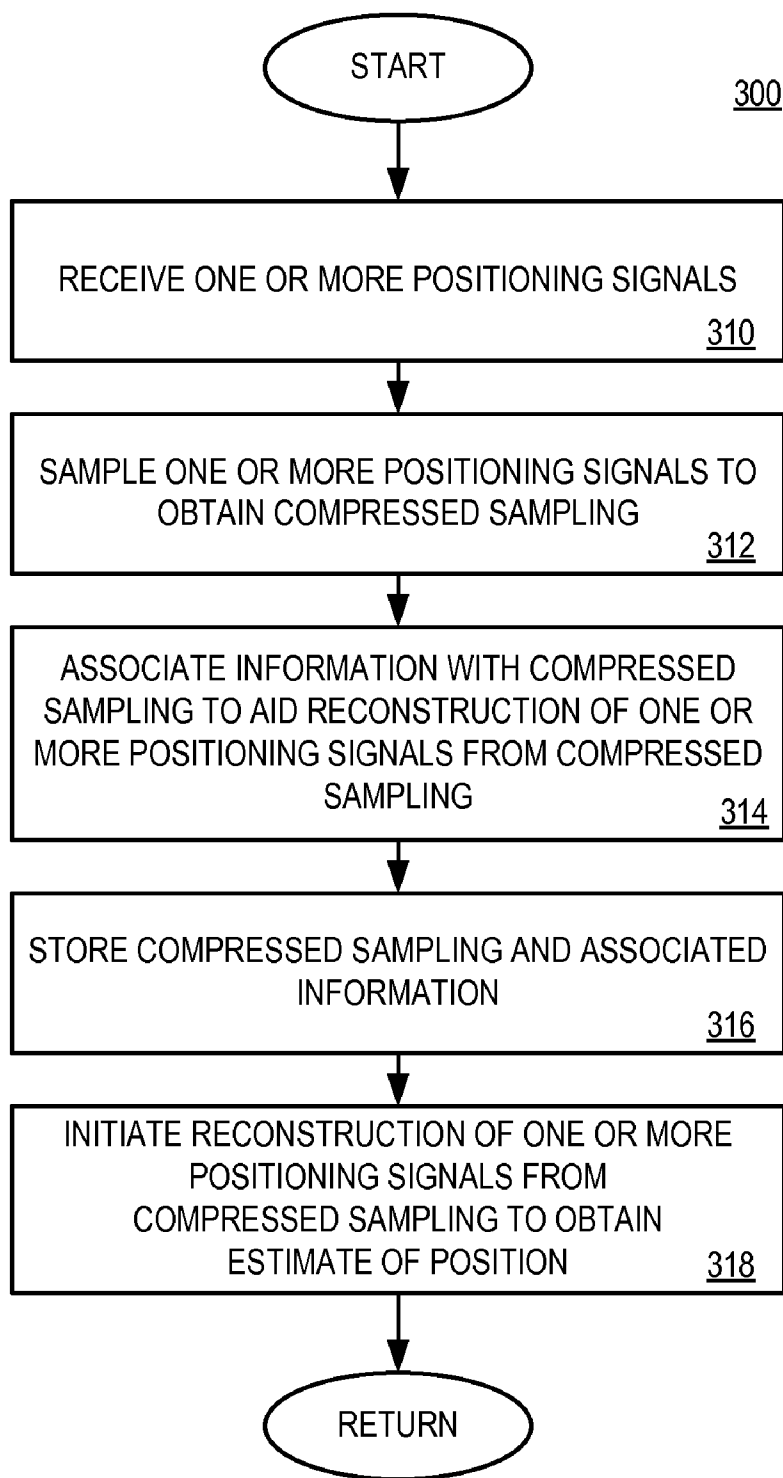 START
300
RECEIVE ONE OR MORE POSITIONING SIGNALS
310
SAMPLE ONE OR MORE POSITIONING SIGNALS TO
OBTAIN COMPRESSED SAMPLING
312
ASSOCIATE INFORMATION WITH COMPRESSED
SAMPLING TO AID RECONSTRUCTION OF ONE OR
MORE POSITIONING SIGNALS FROM COMPRESSED
SAMPLING
314
STORE COMPRESSED SAMPLING AND ASSOCIATED
INFORMATION
316
INITIATE RECONSTRUCTION OF ONE OR MORE
POSITIONING SIGNALS FROM
COMPRESSED SAMPLING TO OBTAIN
ESTIMATE OF POSITION
318
RETURN